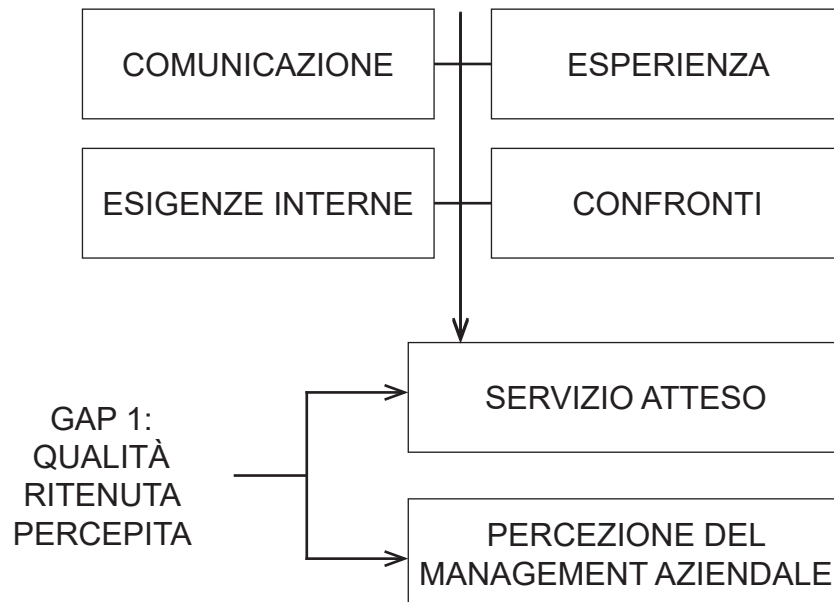 COMUNICAZIONE
ESPERIENZA
ESIGENZE INTERNE
CONFRONTI
SERVIZIO ATTESO
GAP 1:
QUALITÀ
RITENUTA
PERCEPITA
PERCEZIONE DEL
MANAGEMENT AZIENDALE